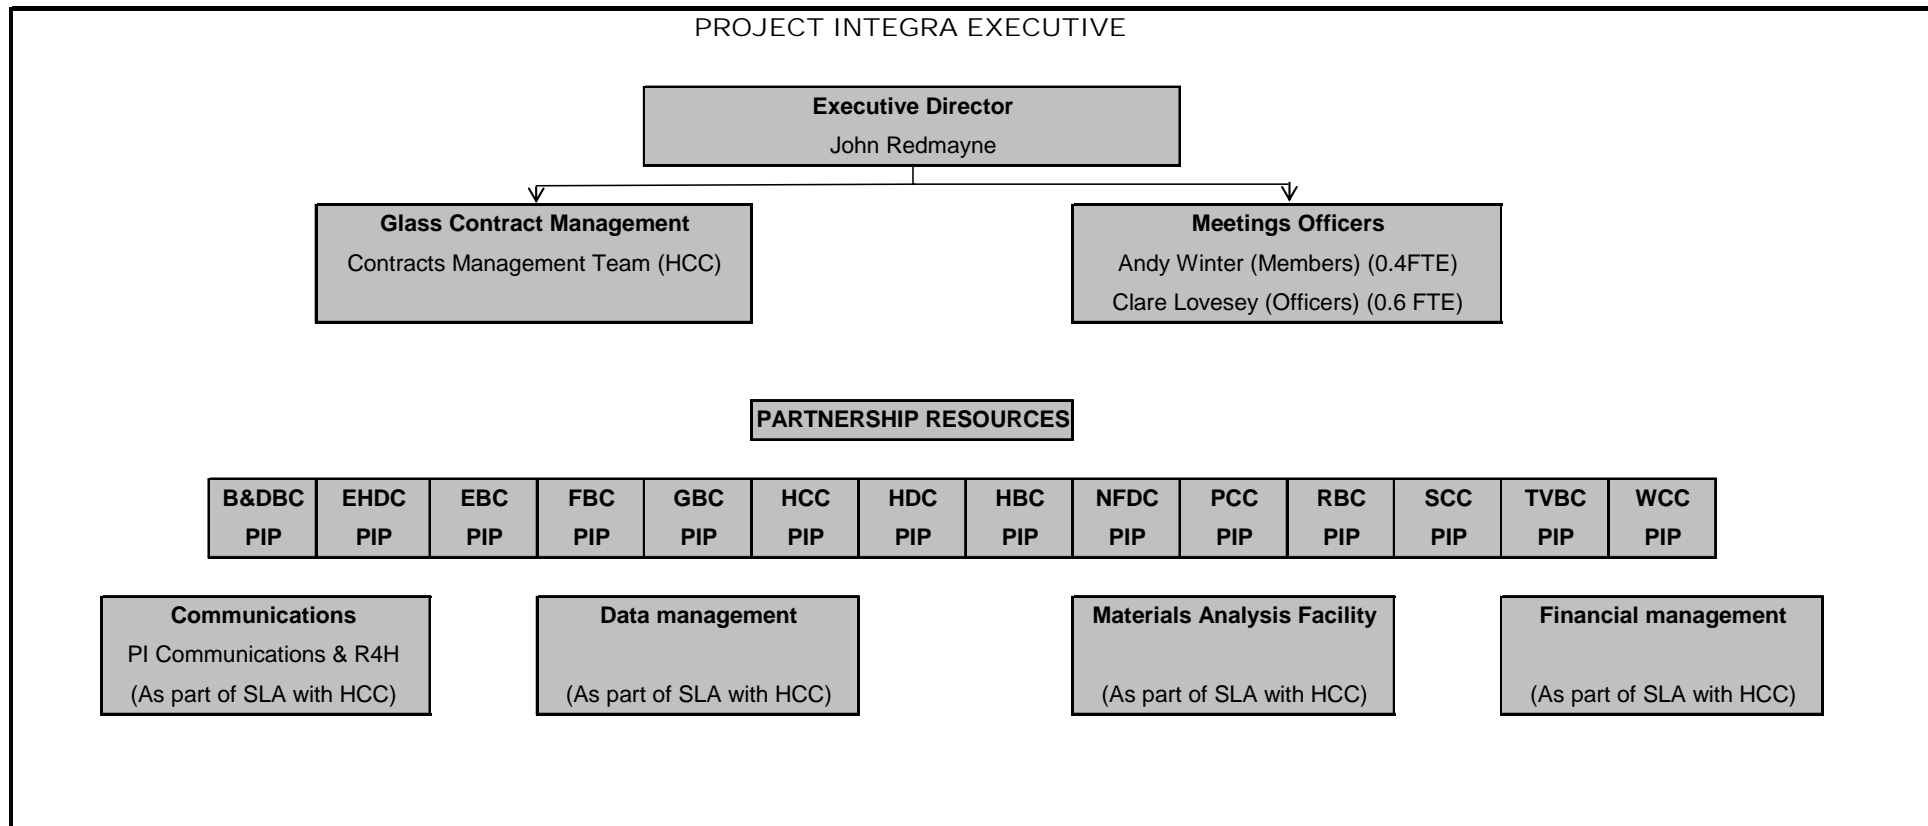 PROJECT INTEGRA EXECUTIVE
Executive Director
John Redmayne
Glass Contract Management
Contracts Management Team (HCC)
Meetings Officers
Andy Winter (Members) (0.4FTE)
Clare Lovesey (Officers) (0.6 FTE)
PARTNERSHIP RESOURCES
B&DBC EHDC EBC FBC GBC HCC HDC HBC NFDC PCC RBC SCC TVBC WCC
PIP PIP PIP PIP PIP PIP PIP PIP PIP PIP PIP PIP PIP PIP
Communications
PI Communications & R4H
(As part of SLA with HCC)
Data management
(As part of SLA with HCC)
Materials Analysis Facility
(As part of SLA with HCC)
Financial management
(As part of SLA with HCC)